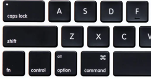 caps lock A S D F
shift Z X C V
fn control option command